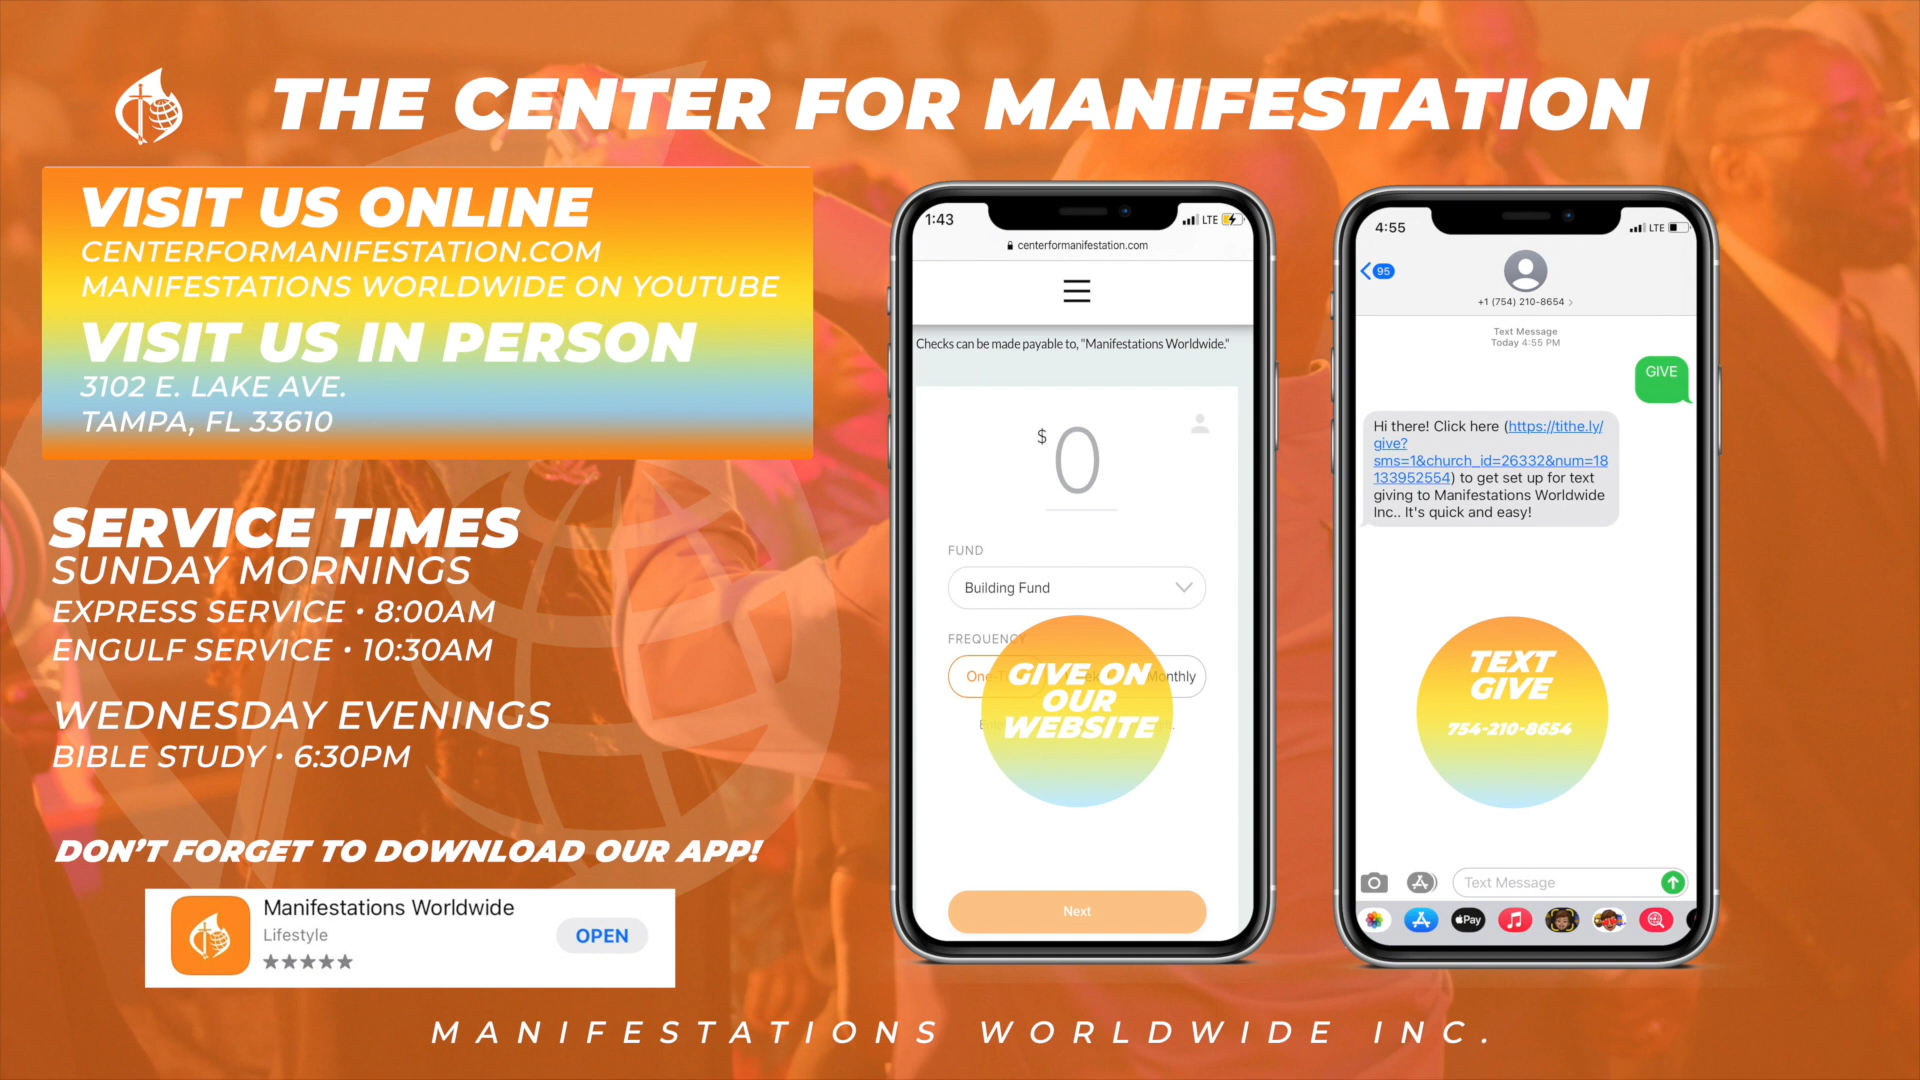 THE CENTER FOR MANIFESTATION
VISIT US ONLINE
CENTERFORMANIFESTATION.COM
MANIFESTATIONS WORLDWIDE ON YOUTUBE
VISIT US IN PERSON
3102 E. LAKE AVE.
TAMPA, FL 33610
SERVICE TIMES
SUNDAY MORNINGS
EXPRESS SERVICE • 8:00AM
ENGULF SERVICE • 10:30AM
WEDNESDAY EVENINGS
BIBLE STUDY • 6:30PM
DON'T FORGET TO DOWNLOAD OUR APP!
Manifestations Worldwide
Lifestyle
OPEN
1:43
LTE
centerformanifestation.com
Checks can be made payable to, "Manifestations Worldwide."
$0
FUND
Building Fund
FREQUENCY
Monthly
GIVE ON
OUR
WEBSITE
Next
4:55
LTE
95
+1 (754) 210-8654
Text Message
Today 4:55 PM
GIVE
Hi there! Click here (https://tithe.ly/
give?
sms=1&church_id=26332&num=18
133952554) to get set up for text
giving to Manifestations Worldwide
Inc.. It's quick and easy!
TEXT
GIVE
754-210-8654
Text Message
Pay
MANIFESTATIONS WORLDWIDE INC.